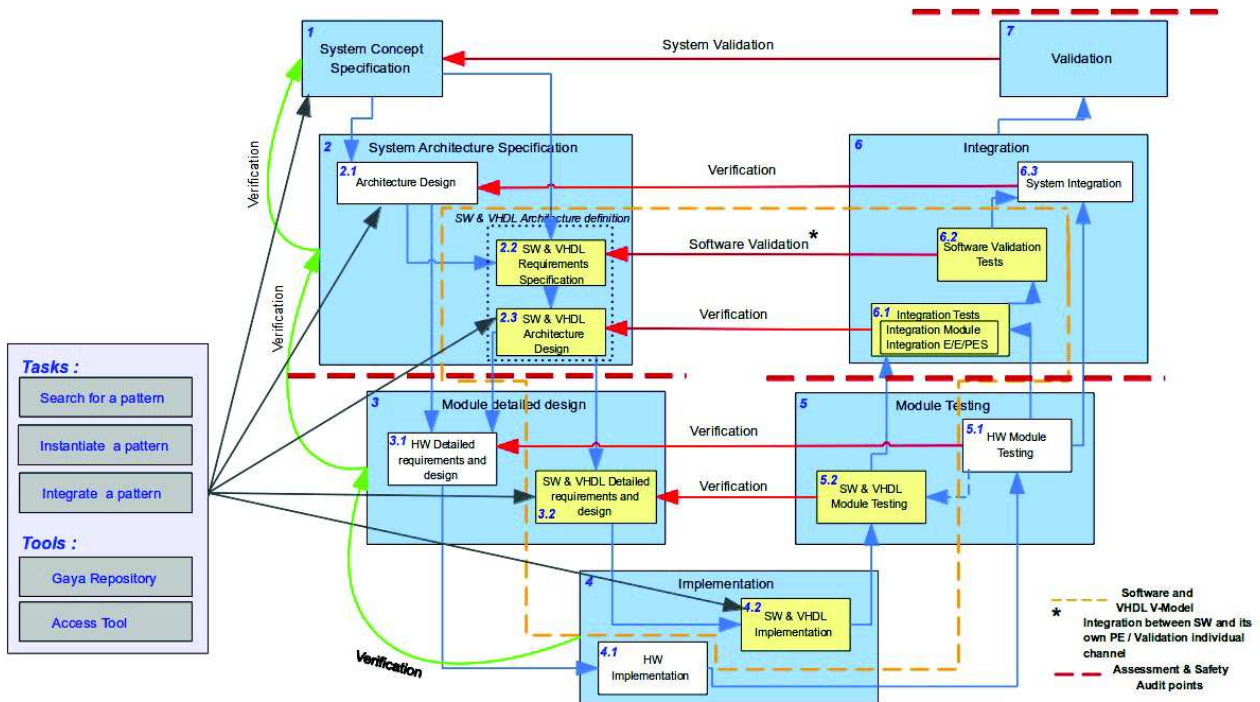 1
System Concept
Specification
System Validation
7
Validation
Verification
2
System Architecture Specification
2.1
Architecture Design
Verification
6
Integration
6.3
System Integration
SW & VHDL Architecture definition
2.2
SW & VHDL
Requirements
Specification
Software Validation*
6.2
Software Validation
Tests
Verification
2.3
SW & VHDL
Architecture
Design
Verification
6.1
Integration Tests
Integration Module
Integration E/E/PES
Tasks :
Search for a pattern
Instantiate a pattern
Integrate a pattern
Tools :
Gaya Repository
Access Tool
3
Module detailed design
3.1
HW Detailed
requirements and
design
Verification
5
Module Testing
5.1
HW Module
Testing
SW & VHDL Detailed
requirements and
design
3.2
Verification
5.2
SW & VHDL
Module Testing
Verification
4
Implementation
4.2
SW & VHDL
Implementation
4.1
HW
Implementation
Software and
VHDL V-Model
* Integration between SW and its
own PE / Validation individual
channel
Assessment & Safety
Audit points